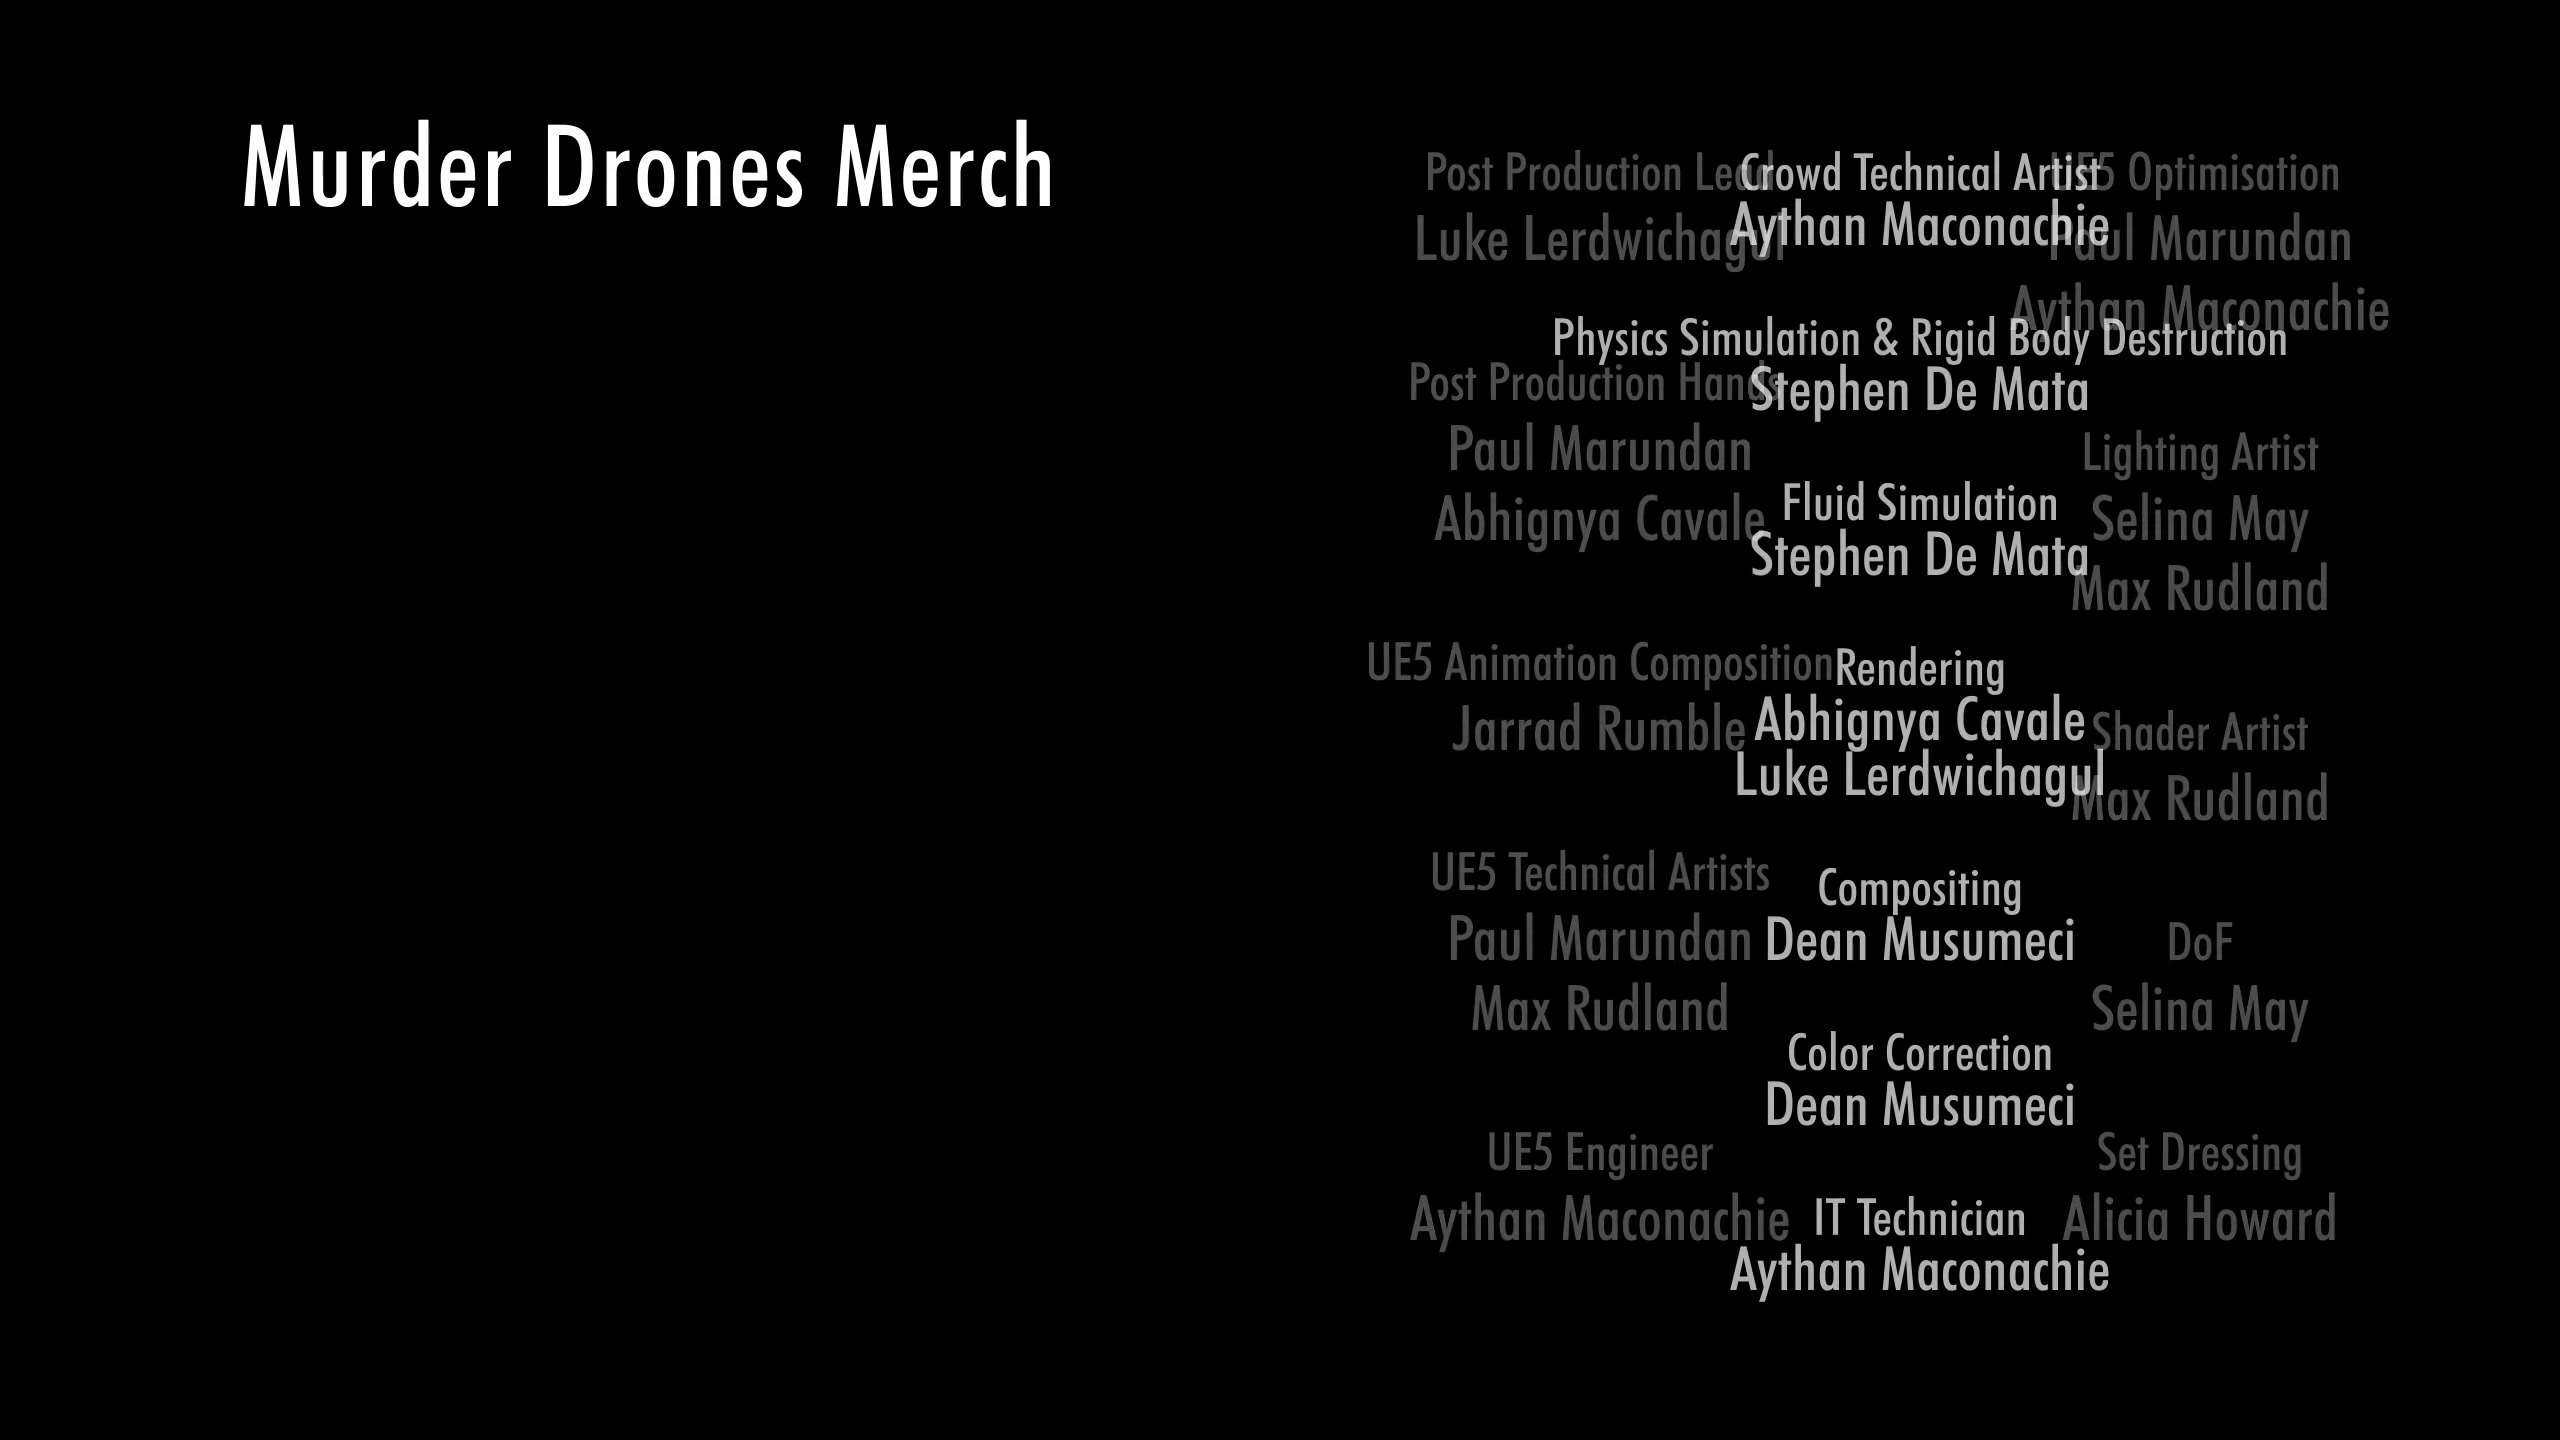 Murder Drones Merch
Post Production Lead
Luke Lerdwichagul
Post Production Hands
Paul Marundan
Abhignya Cavale
UE5 Animation Composition
Jarrad Rumble
UE5 Technical Artists
Paul Marundan
Max Rudland
UE5 Engineer
Aythan Maconachie
Crowd Technical Artist
Aythan Maconachie
Physics Simulation & Rigid Body Destruction
Stephen De Mata
Fluid Simulation
Stephen De Mata
Rendering
Abhignya Cavale
Luke Lerdwichagul
Compositing
Dean Musumeci
Color Correction
Dean Musumeci
IT Technician
Aythan Maconachie
UE5 Optimisation
Paul Marundan
Aythan Maconachie
Lighting Artist
Selina May
Max Rudland
Shader Artist
Max Rudland
DoF
Selina May
Set Dressing
Alicia Howard